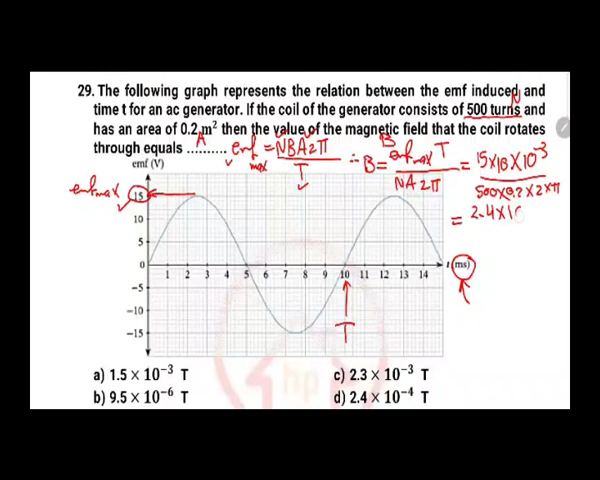 29. The following graph represents the relation between the emf induced and
time t for an ac generator. If the coil of the generator consists of 500 turns and
has an area of 0.2 m² then the value of the magnetic field that the coil rotates
through equals ..........
N
A
B
emf max = NBA2π / T
∴ B = emf max T / NA2π = 15×10×10⁻³ / 500×0.2×2×π
= 2.4×10
emf (V)
emf max
15
10
5
0
−5
−10
−15
1 2 3 4 5 6 7 8 9 10 11 12 13 14
t (ms)
T
a) 1.5 × 10⁻³ T
c) 2.3 × 10⁻³ T
b) 9.5 × 10⁻⁶ T
d) 2.4 × 10⁻⁴ T